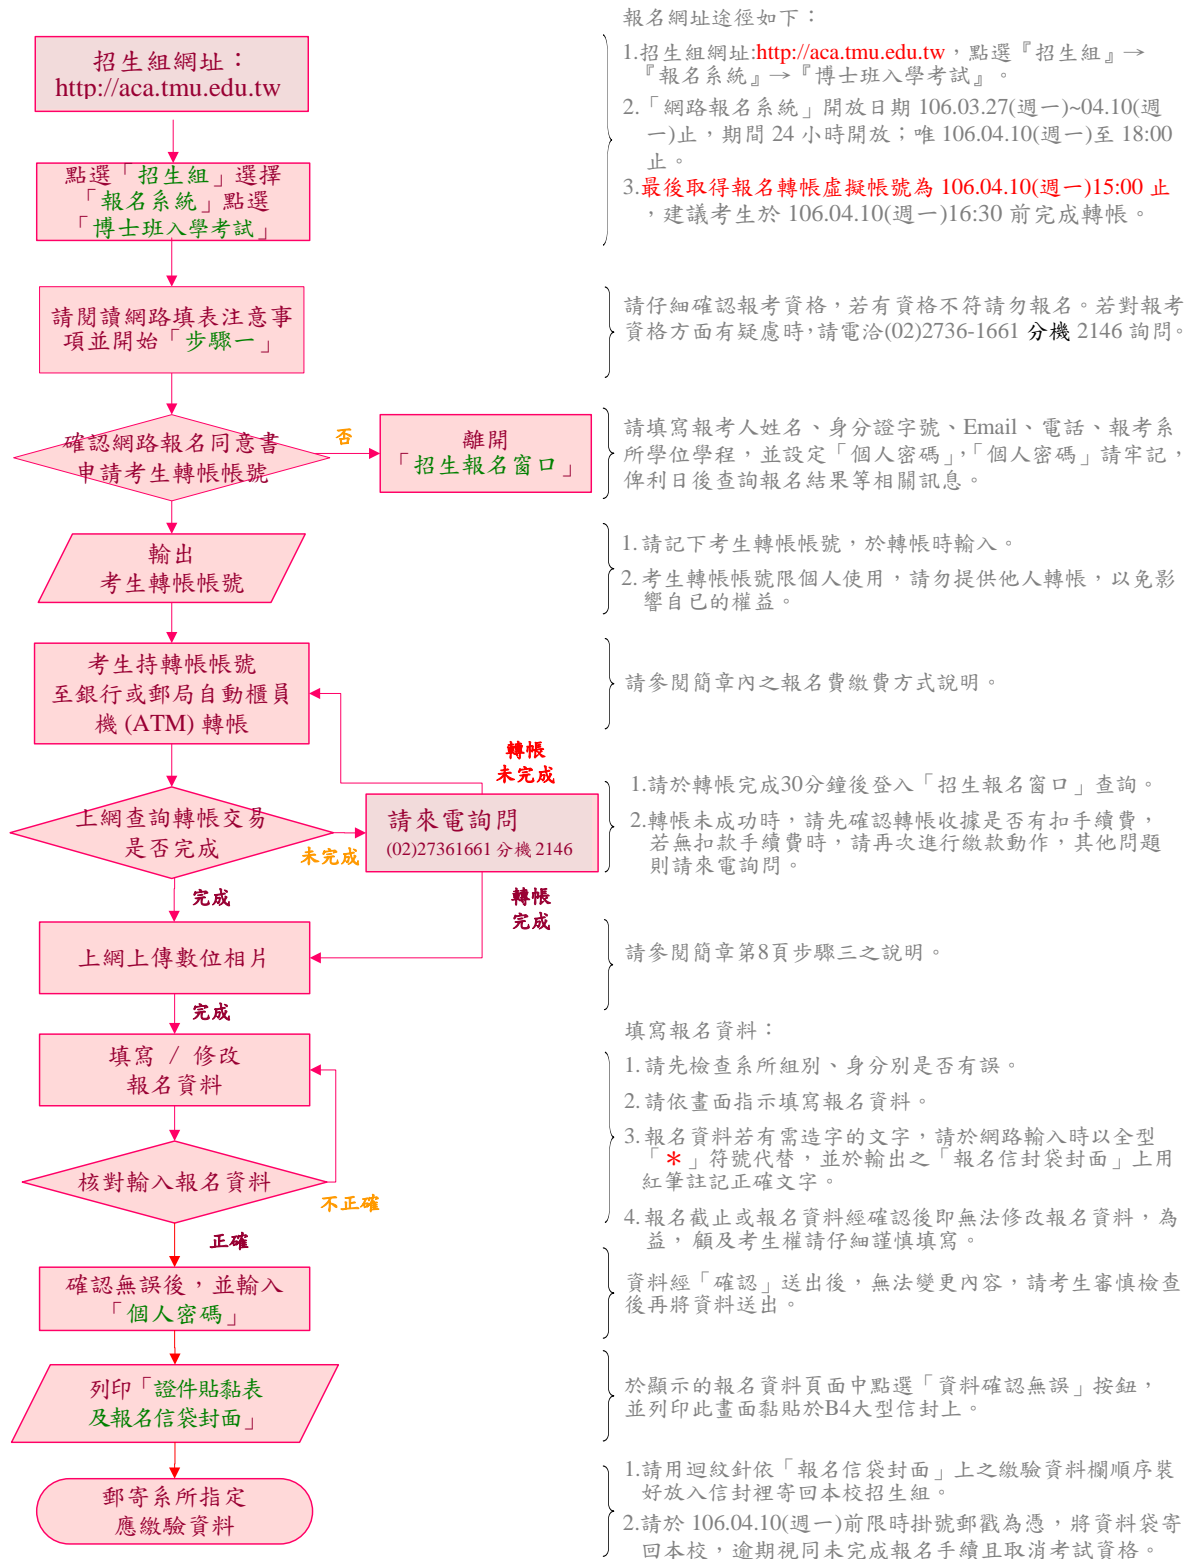 招生組網址：
http://aca.tmu.edu.tw
點選「招生組」選擇
「報名系統」點選
「博士班入學考試」
請閱讀網路填表注意事
項並開始「步驟一」
確認網路報名同意書
申請考生轉帳帳號
否
離開
「招生報名窗口」
輸出
考生轉帳帳號
考生持轉帳帳號
至銀行或郵局自動櫃員
機 (ATM) 轉帳
轉帳
未完成
上網查詢轉帳交易
是否完成
未完成
請來電詢問
(02)27361661 分機 2146
完成
轉帳
完成
上網上傳數位相片
完成
填寫 / 修改
報名資料
核對輸入報名資料
不正確
正確
確認無誤後，並輸入
「個人密碼」
列印「證件貼黏表
及報名信袋封面」
郵寄系所指定
應繳驗資料
報名網址途徑如下：
1.招生組網址:http://aca.tmu.edu.tw，點選『招生組』→
『報名系統』→『博士班入學考試』。
2.「網路報名系統」開放日期 106.03.27(週一)~04.10(週
一)止，期間 24 小時開放；唯 106.04.10(週一)至 18:00
止。
3.最後取得報名轉帳虛擬帳號為 106.04.10(週一)15:00 止
，建議考生於 106.04.10(週一)16:30 前完成轉帳。
請仔細確認報考資格，若有資格不符請勿報名。若對報考
資格方面有疑慮時，請電洽(02)2736-1661 分機 2146 詢問。
請填寫報考人姓名、身分證字號、Email、電話、報考系
所學位學程，並設定「個人密碼」，「個人密碼」請牢記，
俾利日後查詢報名結果等相關訊息。
1.請記下考生轉帳帳號，於轉帳時輸入。
2.考生轉帳帳號限個人使用，請勿提供他人轉帳，以免影
響自已的權益。
請參閱簡章內之報名費繳費方式說明。
1.請於轉帳完成30分鐘後登入「招生報名窗口」查詢。
2.轉帳未成功時，請先確認轉帳收據是否有扣手續費，
若無扣款手續費時，請再次進行繳款動作，其他問題
則請來電詢問。
請參閱簡章第8頁步驟三之說明。
填寫報名資料：
1.請先檢查系所組別、身分別是否有誤。
2.請依畫面指示填寫報名資料。
3.報名資料若有需造字的文字，請於網路輸入時以全型
「＊」符號代替，並於輸出之「報名信封袋封面」上用
紅筆註記正確文字。
4.報名截止或報名資料經確認後即無法修改報名資料，為
益，顧及考生權請仔細謹慎填寫。
資料經「確認」送出後，無法變更內容，請考生審慎檢查
後再將資料送出。
於顯示的報名資料頁面中點選「資料確認無誤」按鈕，
並列印此畫面黏貼於B4大型信封上。
1.請用迴紋針依「報名信袋封面」上之繳驗資料欄順序裝
好放入信封裡寄回本校招生組。
2.請於 106.04.10(週一)前限時掛號郵戳為憑，將資料袋寄
回本校，逾期視同未完成報名手續且取消考試資格。